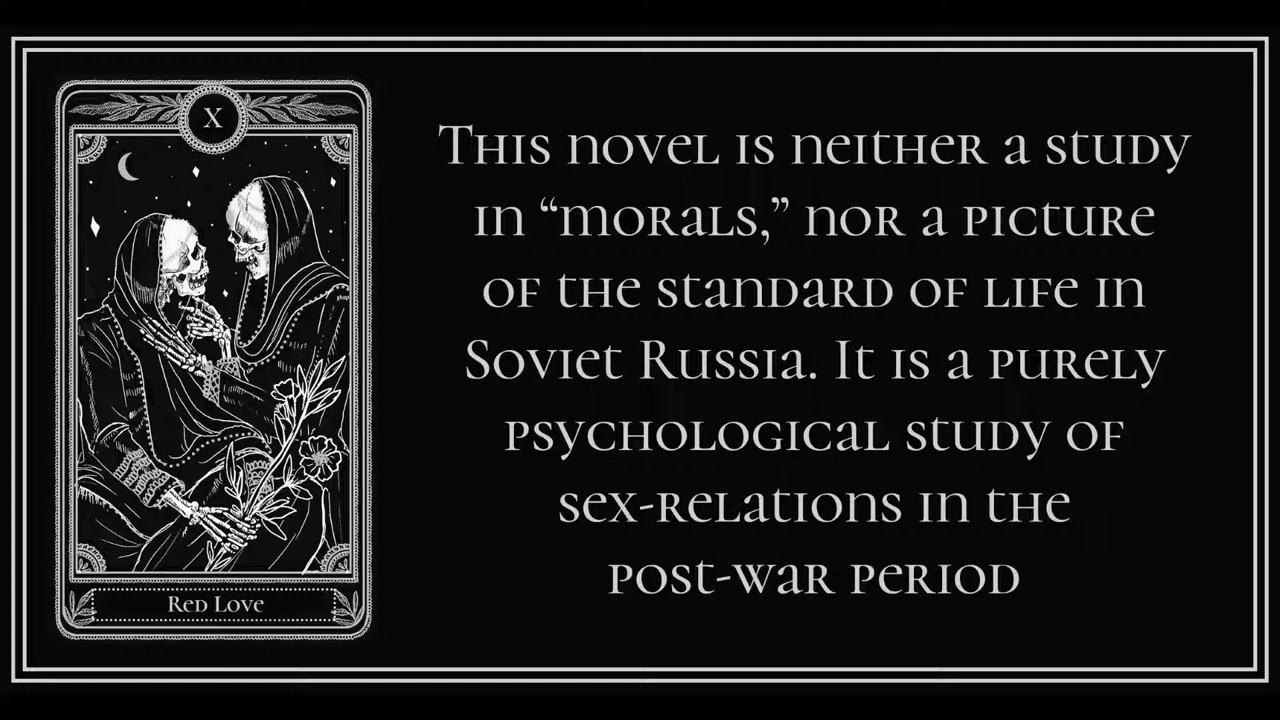 X
Red Love
This novel is neither a study
in “morals,” nor a picture
of the standard of life in
Soviet Russia. It is a purely
psychological study of
sex-relations in the
post-war period